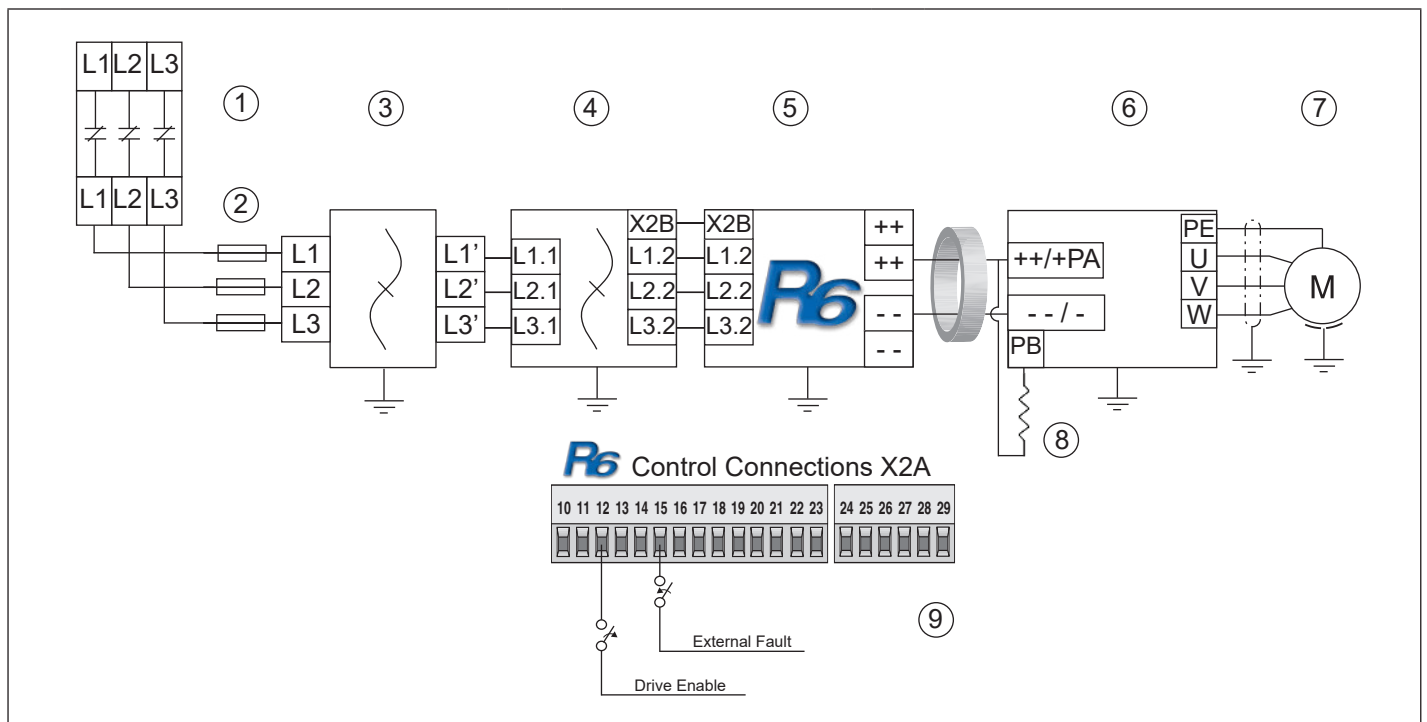 L1 L2 L3
1
3
4
5
6
7
L1 L2 L3
2
X2B X2B ++ PE
L1 L1' L1.1 L1.2 L1.2 ++ ++/+PA U
L2 L2' L2.1 L2.2 L2.2 R6 - - - - / - V M
L3 L3' L3.1 L3.2 L3.2 - - PB W
8
R6 Control Connections X2A
10 11 12 13 14 15 16 17 18 19 20 21 22 23 24 25 26 27 28 29
9
External Fault
Drive Enable